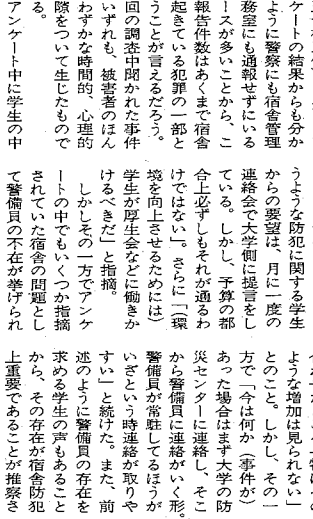 ケートの結果からも分か
るように警察にも宿舎管理
務室にも通報せずにいる
ースが多いことから、こ
報告件数はあくまで宿舎
起きている犯罪の一部と
うことが言えるだろう。
回の調査中聞かれた事件
いずれも、被害者のほん
わずかな時間的、心理的
隙をついて生じたもので
る。
アンケート中に学生の中
うような防犯に関する学生
からの要望は、月に一度の
連絡会で大学側に提言をし
ている。しかし、予算の都
合上必ずしもそれが通るわ
けではない」。さらに「（環
境を向上させるためには）
学生が厚生会などに働きか
けるべきだ」と指摘。
しかしその一方でアンケ
ートの中でもいくつか指摘
されていた宿舎の問題とし
て警備員の不在が挙げられ
ような増加は見られない」
とのこと。しかし、その一
方で「今は何か（事件が）
あった場合はまず大学の防
災センターに連絡し、そこ
から警備員に連絡がいく形。
警備員が常駐してるほうが
いざという時連絡が取りや
すい」と続けた。また、前
述のように警備員の存在を
求める学生の声もあること
から、その存在が宿舎防犯
上重要であることが推察さ